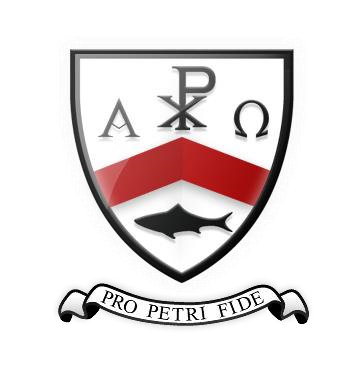 Α ☧ Ω
PRO PETRI FIDE